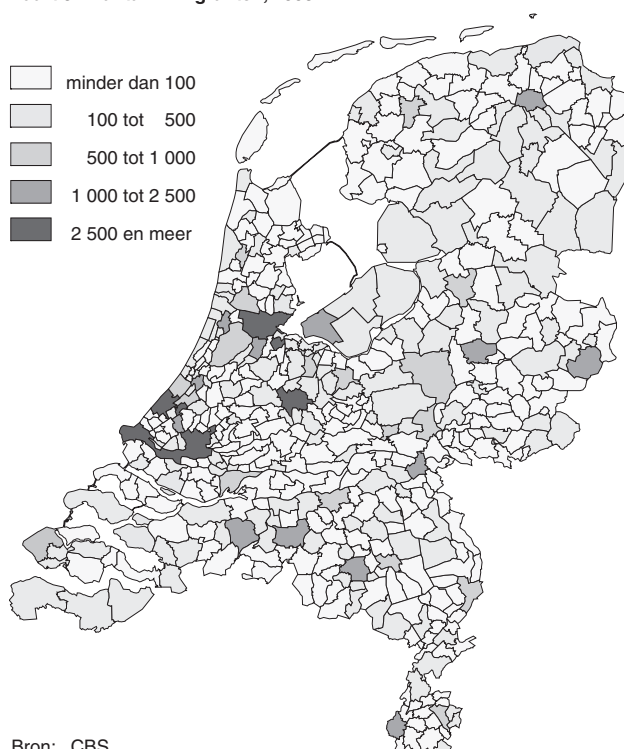 minder dan 100
100 tot 500
500 tot 1 000
1 000 tot 2 500
2 500 en meer
Bron: CBS